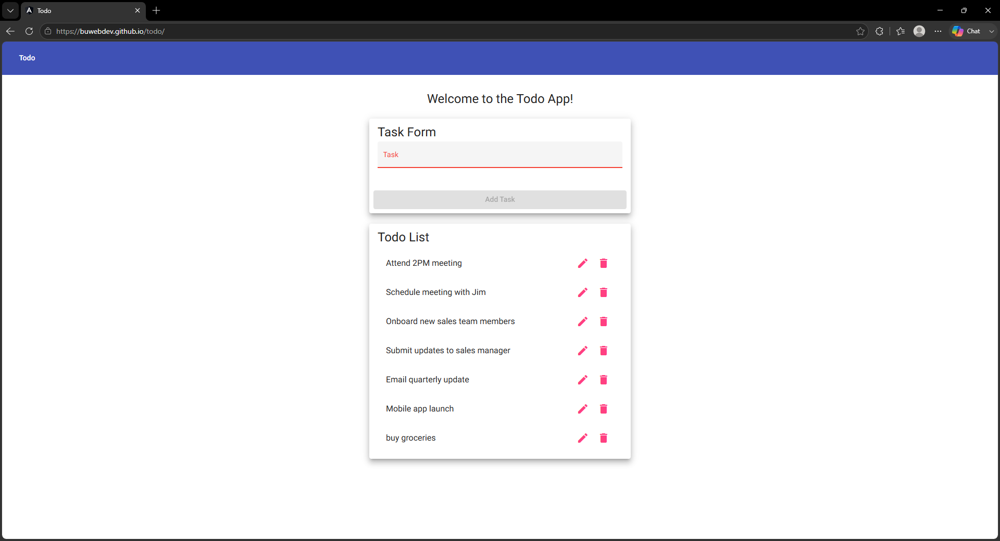 Todo
https://buwebdev.github.io/todo/
Chat
Todo
Welcome to the Todo App!
Task Form
Task
Add Task
Todo List
Attend 2PM meeting
Schedule meeting with Jim
Onboard new sales team members
Submit updates to sales manager
Email quarterly update
Mobile app launch
buy groceries